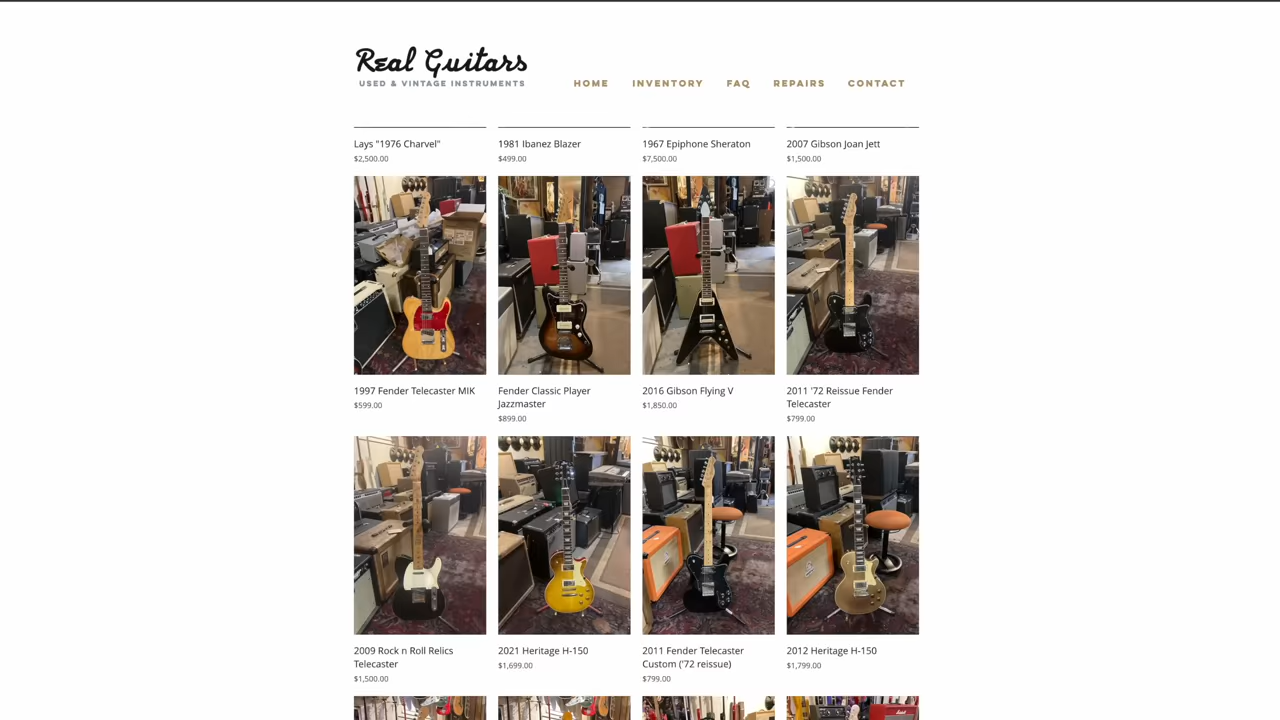 Real Guitars
USED & VINTAGE INSTRUMENTS
HOME INVENTORY FAQ REPAIRS CONTACT
Lays "1976 Charvel"
$2,500.00
1981 Ibanez Blazer
$499.00
1967 Epiphone Sheraton
$7,500.00
2007 Gibson Joan Jett
$1,500.00
1997 Fender Telecaster MIK
$599.00
Fender Classic Player
Jazzmaster
$899.00
2016 Gibson Flying V
$1,850.00
2011 '72 Reissue Fender
Telecaster
$799.00
2009 Rock n Roll Relics
Telecaster
$1,500.00
2021 Heritage H-150
$1,699.00
2011 Fender Telecaster
Custom ('72 reissue)
$799.00
2012 Heritage H-150
$1,799.00